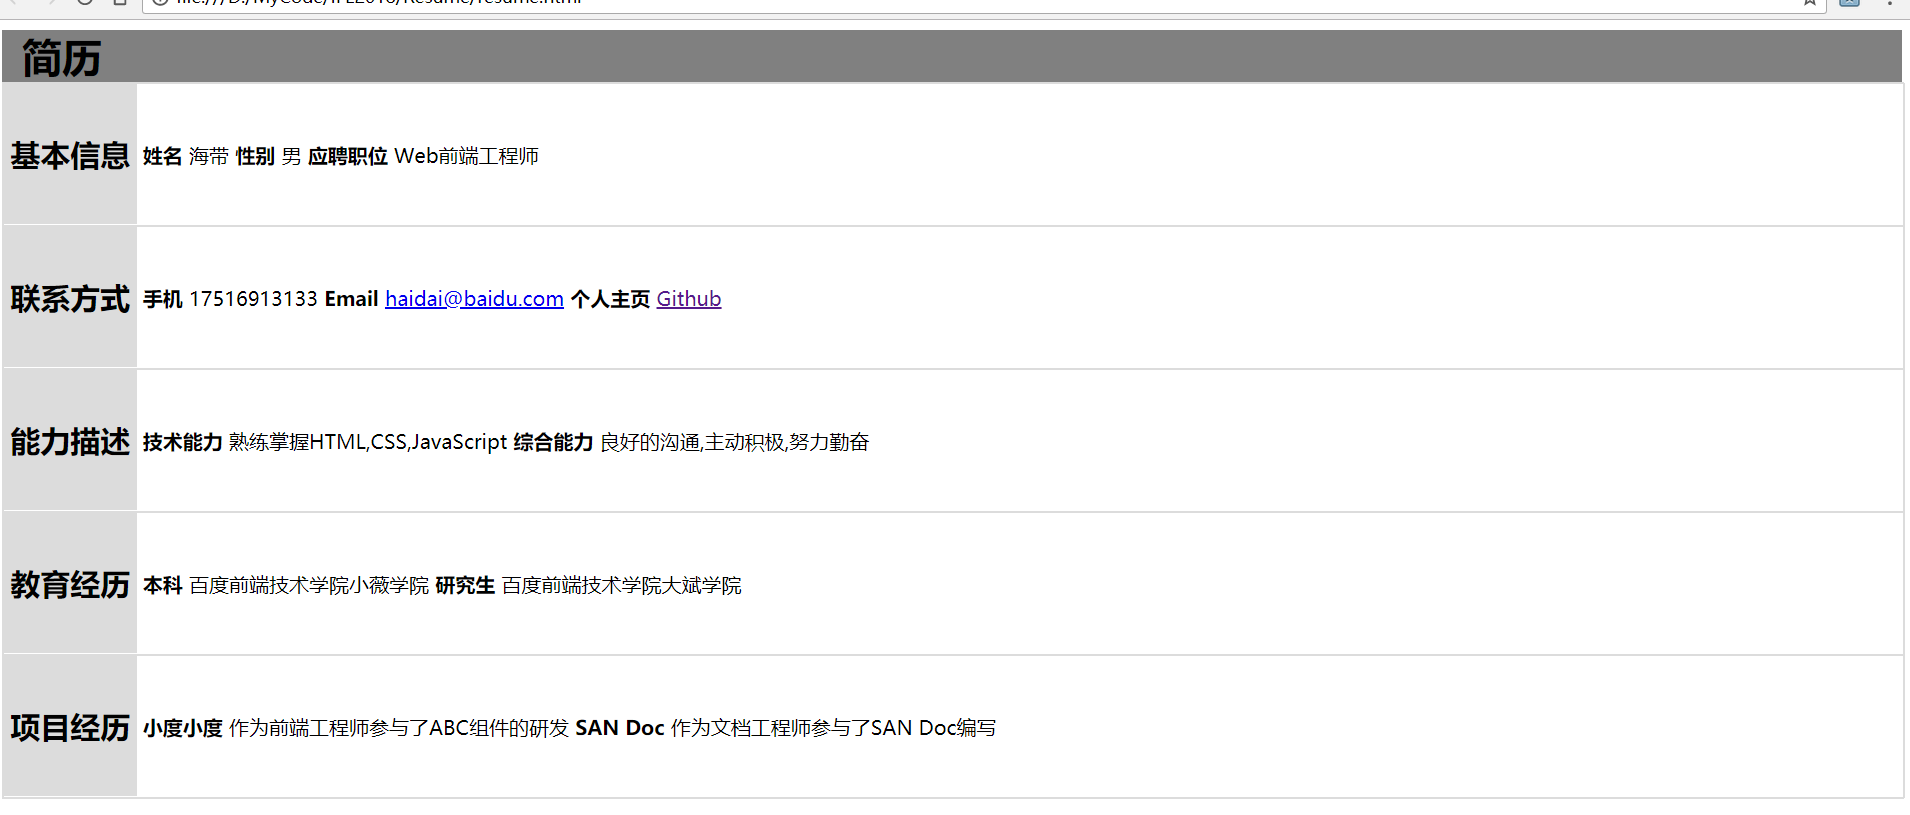 简历
基本信息 姓名 海带 性别 男 应聘职位 Web前端工程师
联系方式 手机 17516913133 Email haidai@baidu.com 个人主页 Github
能力描述 技术能力 熟练掌握HTML,CSS,JavaScript 综合能力 良好的沟通,主动积极,努力勤奋
教育经历 本科 百度前端技术学院小薇学院 研究生 百度前端技术学院大斌学院
项目经历 小度小度 作为前端工程师参与了ABC组件的研发 SAN Doc 作为文档工程师参与了SAN Doc编写